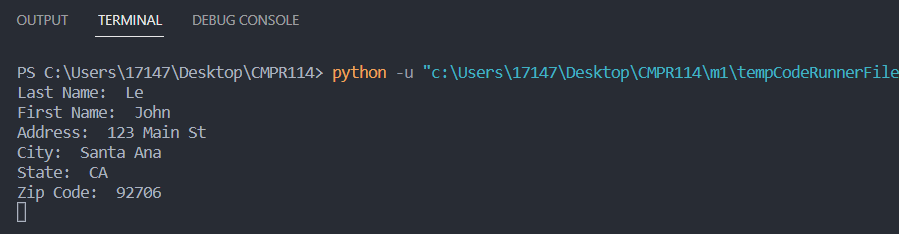 OUTPUT TERMINAL DEBUG CONSOLE
PS C:\Users\17147\Desktop\CMPR114> python -u "c:\Users\17147\Desktop\CMPR114\m1\tempCodeRunnerFile
Last Name:  Le
First Name:  John
Address:  123 Main St
City:  Santa Ana
State:  CA
Zip Code:  92706